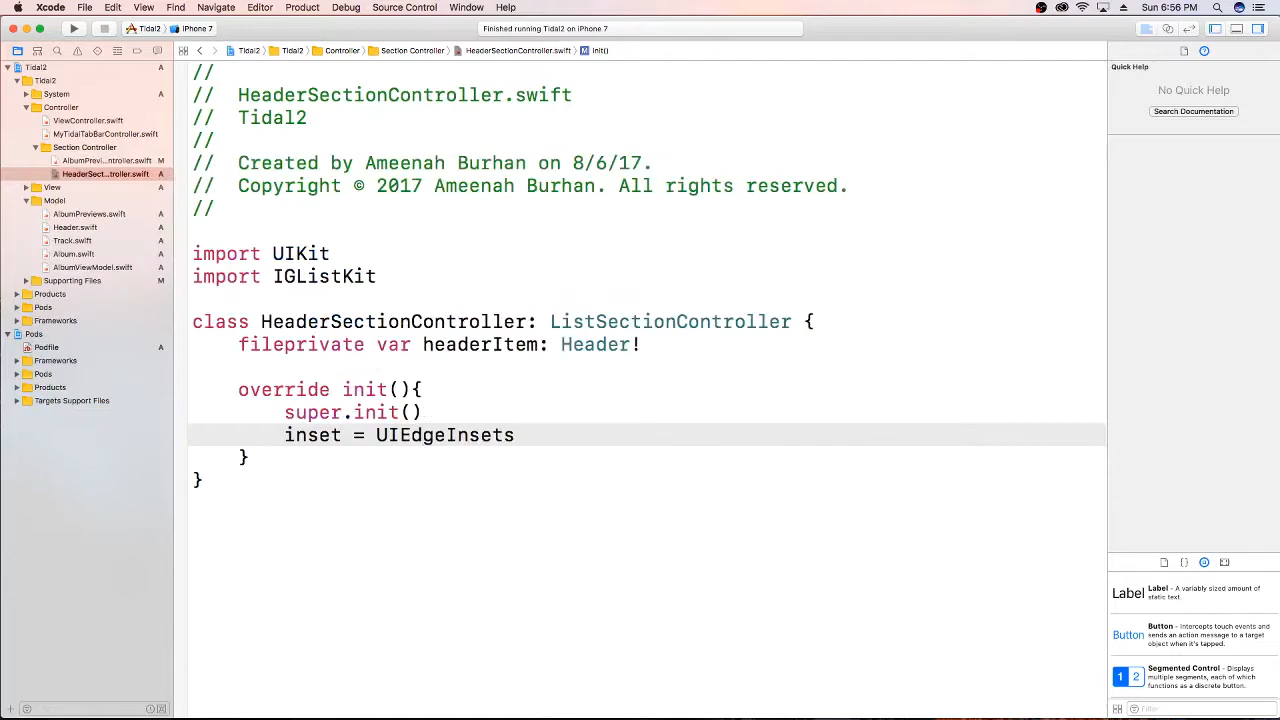 Xcode File Edit View Find Navigate Editor Product Debug Source Control Window Help Sun 6:56 PM
Tidal2 iPhone 7 Finished running Tidal2 on iPhone 7
Tidal2 Tidal2 Controller Section Controller HeaderSectionController.swift M init()
Tidal2 A
Tidal2
System A
Controller
ViewController.swift A
MyTidalTabBarController.swift A
Section Controller
AlbumPrevi...ntroller.swift M
HeaderSect...troller.swift A
View A
Model
AlbumPreviews.swift A
Header.swift A
Track.swift A
Album.swift A
AlbumViewModel.swift A
Supporting Files M
Products
Pods
Frameworks
Pods
Podfile A
Frameworks
Pods
Products
Targets Support Files
//
// HeaderSectionController.swift
// Tidal2
//
// Created by Ameenah Burhan on 8/6/17.
// Copyright © 2017 Ameenah Burhan. All rights reserved.
//
import UIKit
import IGListKit
class HeaderSectionController: ListSectionController {
fileprivate var headerItem: Header!
override init(){
super.init()
inset = UIEdgeInsets
}
}
Quick Help
No Quick Help
Search Documentation
Label
Label - A variably sized amount of
static text.
Button
Button - Intercepts touch events and
sends an action message to a target
object when it's tapped.
1 2
Segmented Control - Displays
multiple segments, each of which
functions as a discrete button.
Filter